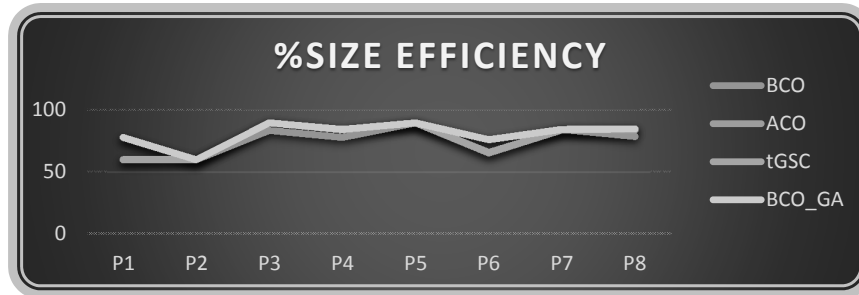 %SIZE EFFICIENCY
100
50
0
P1 P2 P3 P4 P5 P6 P7 P8
BCO
ACO
tGSC
BCO_GA